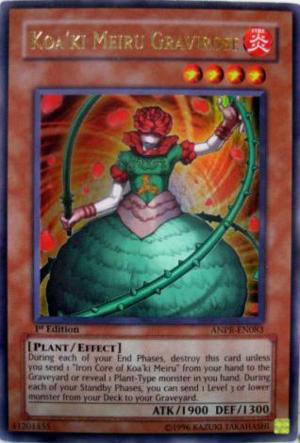 KOA'KI MEIRU GRAVIROSE
FIRE
炎
1st Edition
ANPR-EN083
[PLANT/EFFECT]
During each of your End Phases, destroy this card unless
you send 1 "Iron Core of Koa'ki Meiru" from your hand to the
Graveyard or reveal 1 Plant-Type monster in your hand. During
each of your Standby Phases, you can send 1 Level 3 or lower
monster from your Deck to your Graveyard.
ATK/1900 DEF/1300
41201555
©1996 KAZUKI TAKAHASHI